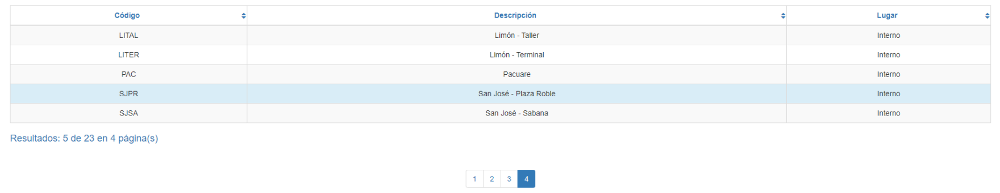 Código Descripción Lugar
LITAL Limón - Taller Interno
LITER Limón - Terminal Interno
PAC Pacuare Interno
SJPR San José - Plaza Roble Interno
SJSA San José - Sabana Interno
Resultados: 5 de 23 en 4 página(s)
1 2 3 4